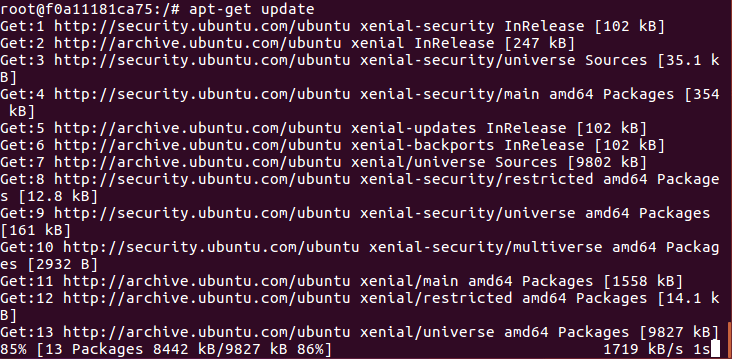 root@f0a11181ca75:/# apt-get update
Get:1 http://security.ubuntu.com/ubuntu xenial-security InRelease [102 kB]
Get:2 http://archive.ubuntu.com/ubuntu xenial InRelease [247 kB]
Get:3 http://security.ubuntu.com/ubuntu xenial-security/universe Sources [35.1 k
B]
Get:4 http://security.ubuntu.com/ubuntu xenial-security/main amd64 Packages [354
 kB]
Get:5 http://archive.ubuntu.com/ubuntu xenial-updates InRelease [102 kB]
Get:6 http://archive.ubuntu.com/ubuntu xenial-backports InRelease [102 kB]
Get:7 http://archive.ubuntu.com/ubuntu xenial/universe Sources [9802 kB]
Get:8 http://security.ubuntu.com/ubuntu xenial-security/restricted amd64 Package
s [12.8 kB]
Get:9 http://security.ubuntu.com/ubuntu xenial-security/universe amd64 Packages
[161 kB]
Get:10 http://security.ubuntu.com/ubuntu xenial-security/multiverse amd64 Packag
es [2932 B]
Get:11 http://archive.ubuntu.com/ubuntu xenial/main amd64 Packages [1558 kB]
Get:12 http://archive.ubuntu.com/ubuntu xenial/restricted amd64 Packages [14.1 k
B]
Get:13 http://archive.ubuntu.com/ubuntu xenial/universe amd64 Packages [9827 kB]
85% [13 Packages 8442 kB/9827 kB 86%] 1719 kB/s 1s